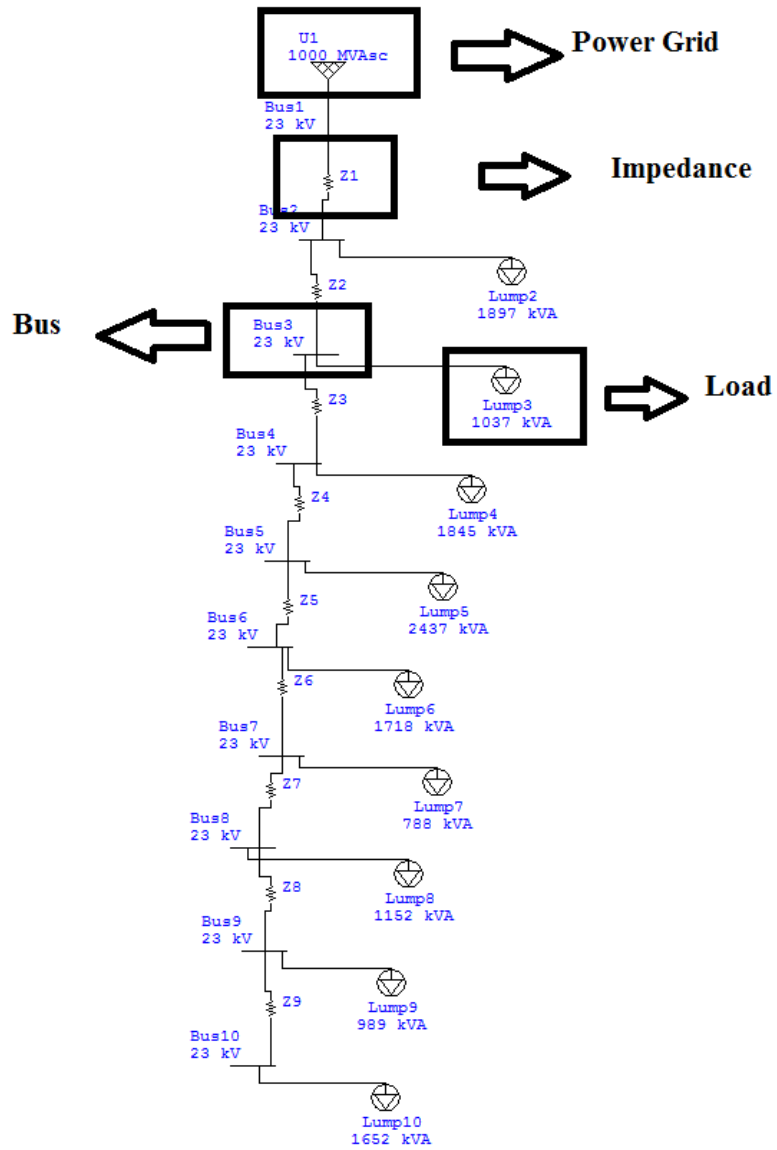 U1
1000 MVAsc
Power Grid
Bus1
23 kV
Z1
Impedance
Bus2
23 kV
Lump2
1897 kVA
Z2
Bus
Bus3
23 kV
Lump3
1037 kVA
Load
Z3
Bus4
23 kV
Lump4
1845 kVA
Z4
Bus5
23 kV
Lump5
2437 kVA
Z5
Bus6
23 kV
Lump6
1718 kVA
Z6
Bus7
23 kV
Lump7
788 kVA
Z7
Bus8
23 kV
Lump8
1152 kVA
Z8
Bus9
23 kV
Lump9
989 kVA
Z9
Bus10
23 kV
Lump10
1652 kVA